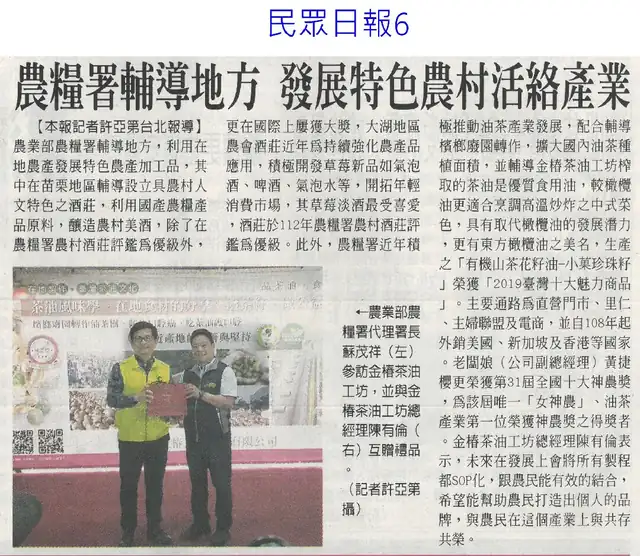 民眾日報6
農糧署輔導地方 發展特色農村活絡產業
【本報記者許亞第台北報導】
農業部農糧署輔導地方，利用在
地農產發展特色農產加工品，其
中在苗栗地區輔導設立具農村人
文特色之酒莊，利用國產農糧產
品原料，釀造農村美酒，除了在
農糧署農村酒莊評鑑為優級外，
更在國際上屢獲大獎，大湖地區
農會酒莊近年為持續強化農產品
應用，積極開發草莓新品如氣泡
酒、啤酒、氣泡水等，開拓年輕
消費市場，其草莓淡酒最受喜愛
，酒莊於112年農糧署農村酒莊評
鑑為優級。此外，農糧署近年積
極推動油茶產業發展，配合輔導
檳榔廢園轉作，擴大國內油茶種
植面積，並輔導金椿茶油工坊榨
取的茶油是優質食用油，較橄欖
油更適合烹調高溫炒炸之中式菜
色，具有取代橄欖油的發展潛力
，更有東方橄欖油之美名，生產
之「有機山茶花籽油-小菓珍珠籽
」榮獲「2019臺灣十大魅力商品
」。主要通路為直營門市、里仁
、主婦聯盟及電商，並自108年起
外銷美國、新加坡及香港等國家
。老闆娘（公司副總經理）黃捷
纓更榮獲第31屆全國十大神農獎
，為該屆唯一「女神農」、油茶
產業第一位榮獲神農獎之得獎者
。金椿茶油工坊總經理陳有倫表
示，未來在發展上會將所有製程
都SOP化，跟農民能有效的結合，
希望能幫助農民打造出個人的品
牌，與農民在這個產業上與共存
共榮。
←農業部農
糧署代理署長
蘇茂祥（左）
參訪金椿茶油
工坊，並與金
椿茶油工坊總
經理陳有倫（
右）互贈禮品
。
（記者許亞第
攝）
茶油風味學